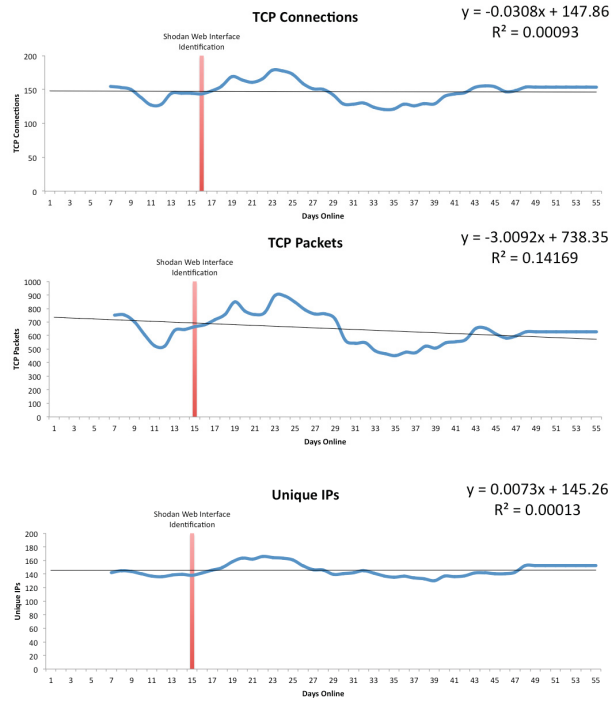 TCP Connections
y = -0.0308x + 147.86
R² = 0.00093
Shodan Web Interface
Identification
TCP Connections
200
150
100
50
0
1 3 5 7 9 11 13 15 17 19 21 23 25 27 29 31 33 35 37 39 41 43 45 47 49 51 53 55
Days Online
TCP Packets
y = -3.0092x + 738.35
R² = 0.14169
Shodan Web Interface
Identification
TCP Packets
1000
900
800
700
600
500
400
300
200
100
0
1 3 5 7 9 11 13 15 17 19 21 23 25 27 29 31 33 35 37 39 41 43 45 47 49 51 53 55
Days Online
Unique IPs
y = 0.0073x + 145.26
R² = 0.00013
Shodan Web Interface
Identification
Unique IPs
200
180
160
140
120
100
80
60
40
20
0
1 3 5 7 9 11 13 15 17 19 21 23 25 27 29 31 33 35 37 39 41 43 45 47 49 51 53 55
Days Online